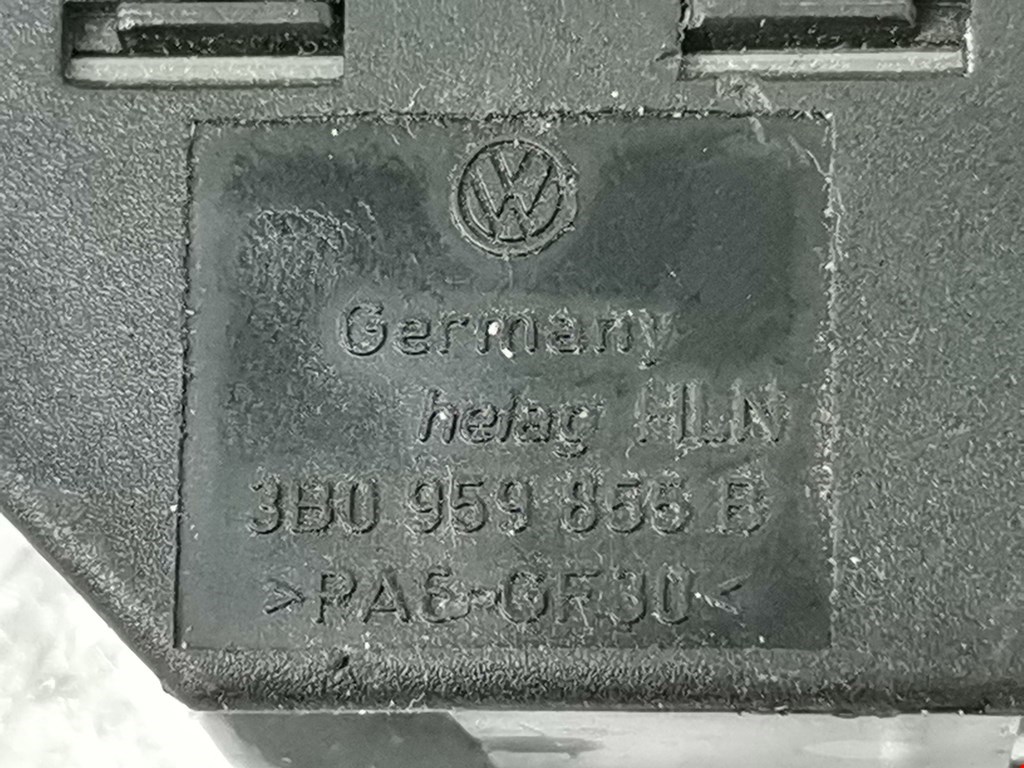 Germany
helag HLN
3B0 959 855 B
>PA6-GF30<